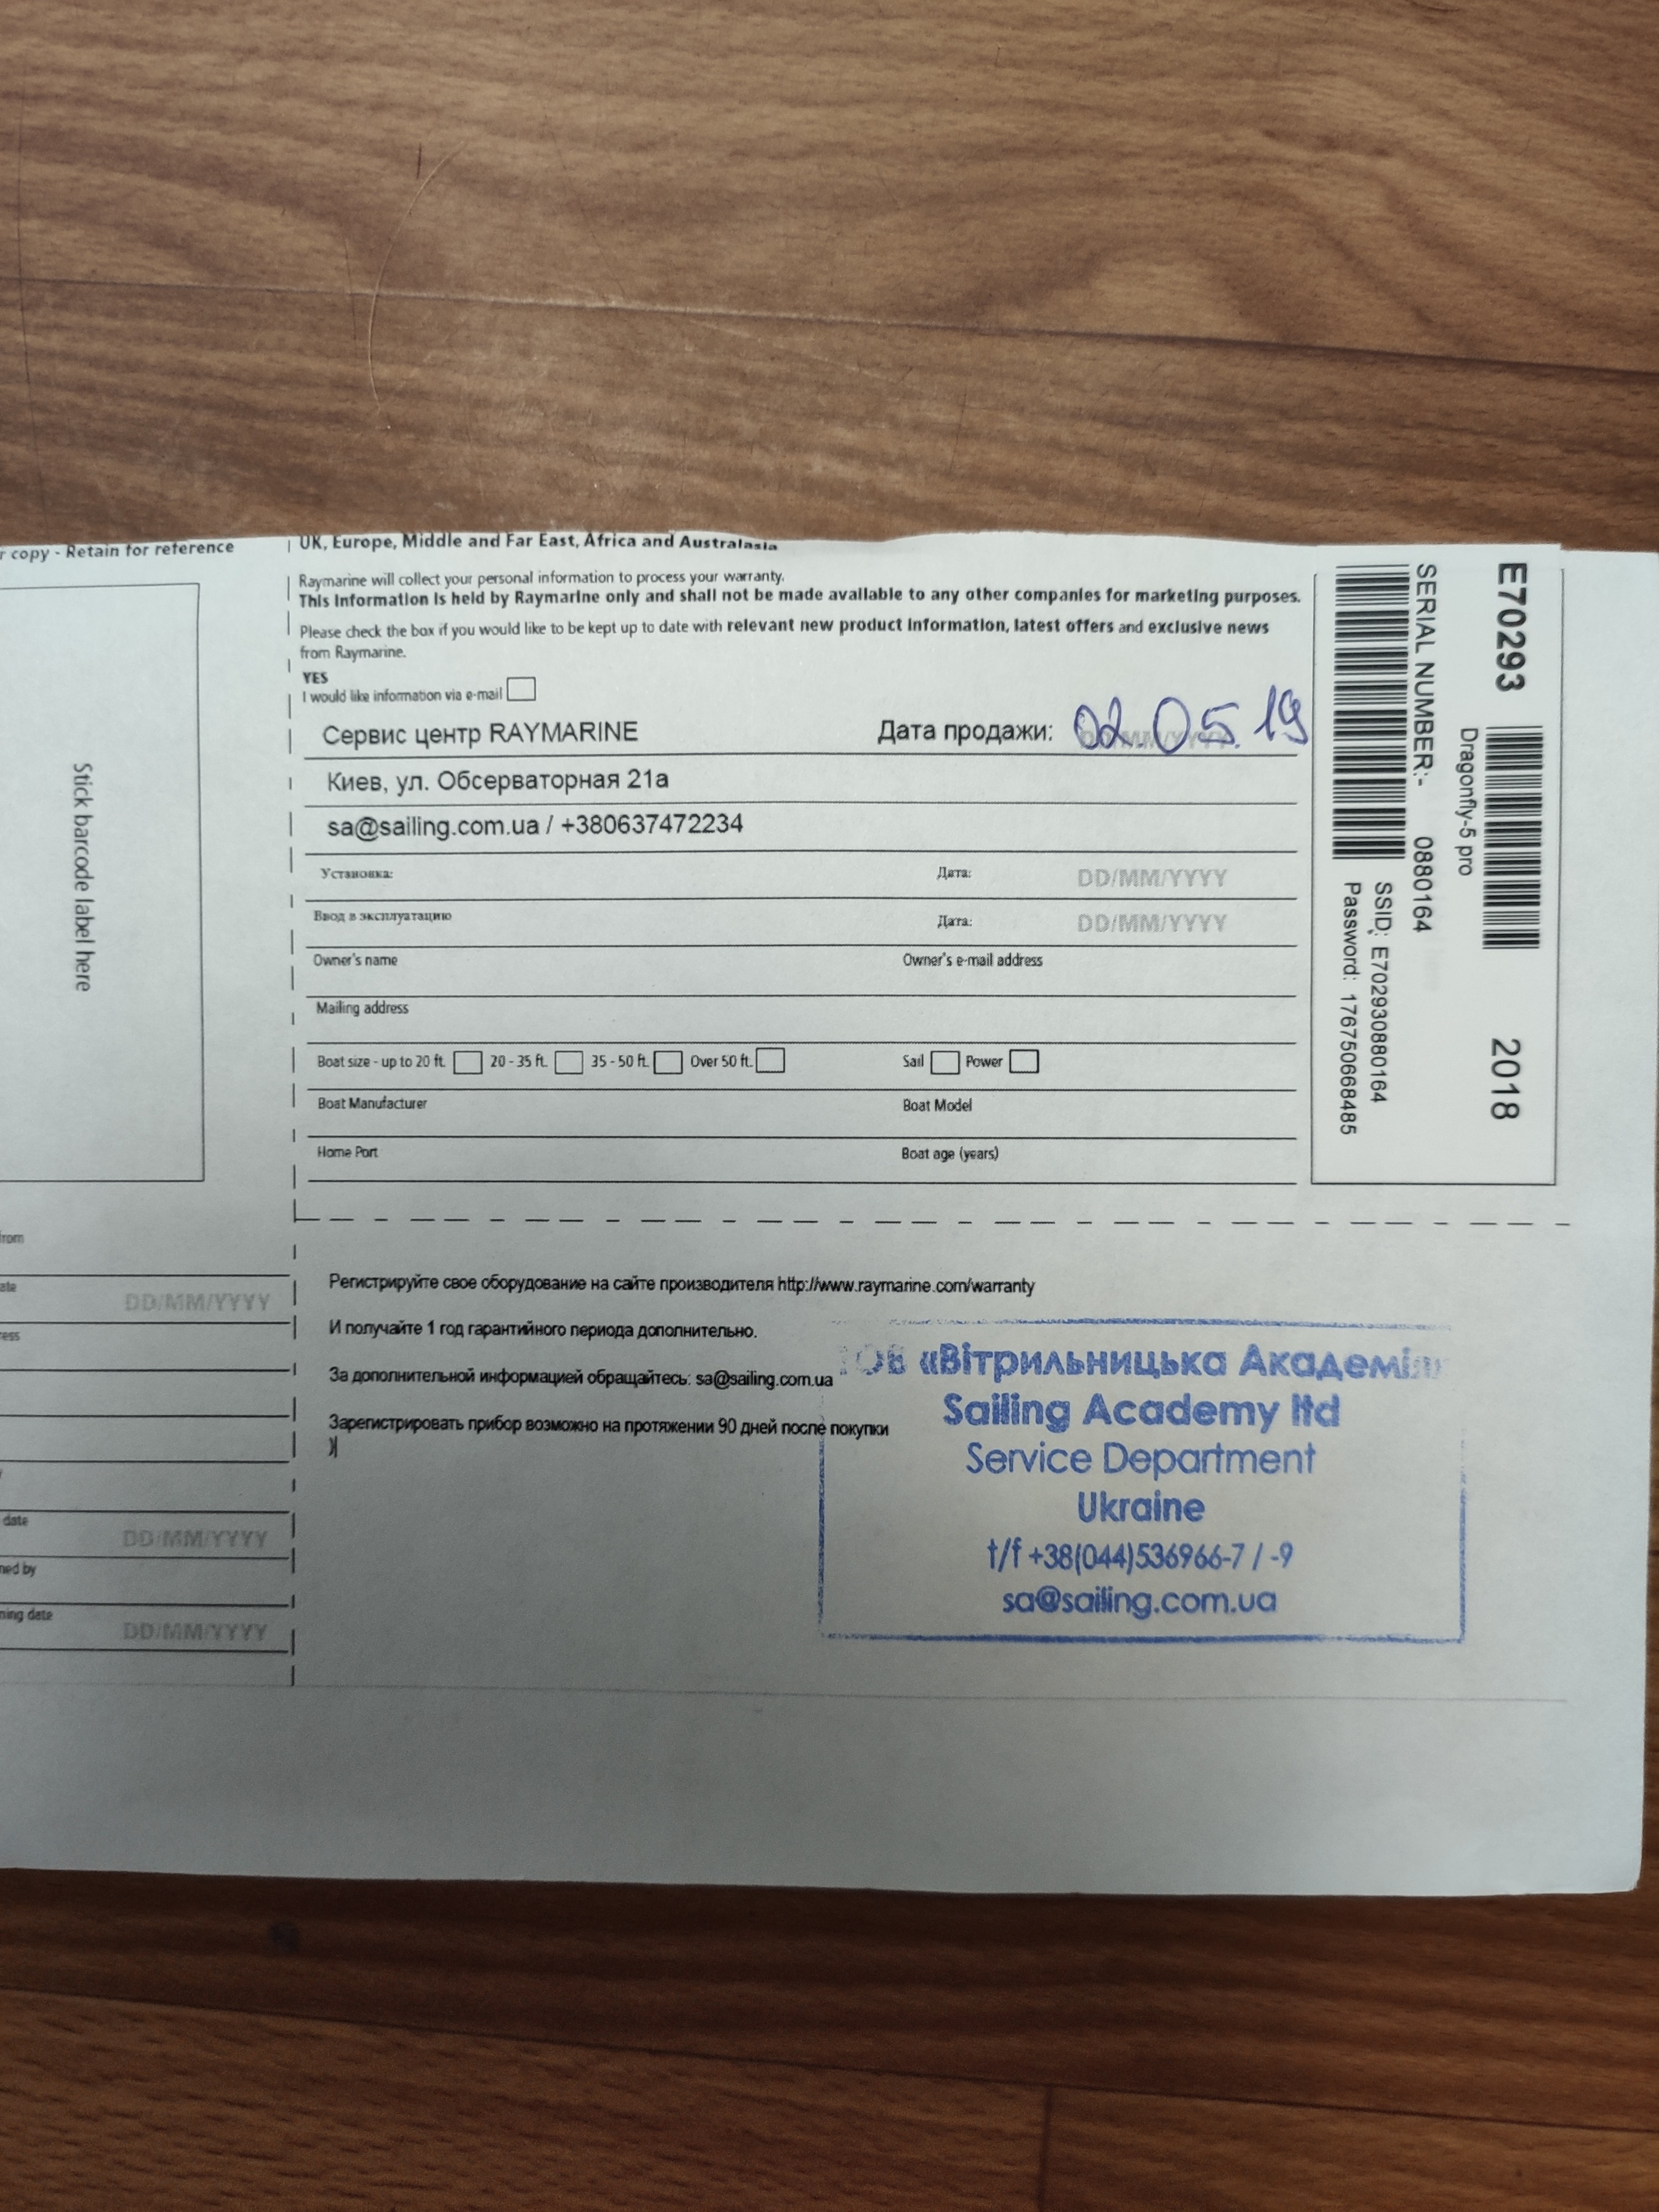 r copy - Retain for reference
Stick barcode label here
rom
ate
DD/MM/YYYY
ess
date
DD/MM/YYYY
ned by
ning date
DD/MM/YYYY
UK, Europe, Middle and Far East, Africa and Australasia
Raymarine will collect your personal information to process your warranty.
This information is held by Raymarine only and shall not be made available to any other companies for marketing purposes.
Please check the box if you would like to be kept up to date with relevant new product information, latest offers and exclusive news
from Raymarine.
YES
I would like information via e-mail
Сервис центр RAYMARINE Дата продажи: 02.05.19
Киев, ул. Обсерваторная 21а
sa@sailing.com.ua / +380637472234
Установка: Дата: DD/MM/YYYY
Ввод в эксплуатацию Дата: DD/MM/YYYY
Owner's name Owner's e-mail address
Mailing address
Boat size - up to 20 ft. 20 - 35 ft. 35 - 50 ft. Over 50 ft. Sail Power
Boat Manufacturer Boat Model
Home Port Boat age (years)
E70293 2018
Dragonfly-5 pro
SERIAL NUMBER:- 0880164
SSID: E702930880164
Password: 176750668485
Регистрируйте свое оборудование на сайте производителя http://www.raymarine.com/warranty
И получайте 1 год гарантийного периода дополнительно.
За дополнительной информацией обращайтесь: sa@sailing.com.ua
Зарегистрировать прибор возможно на протяжении 90 дней после покупки
ТОВ «Вітрильницька Академія»
Sailing Academy ltd
Service Department
Ukraine
t/f +38(044)536966-7 / -9
sa@sailing.com.ua